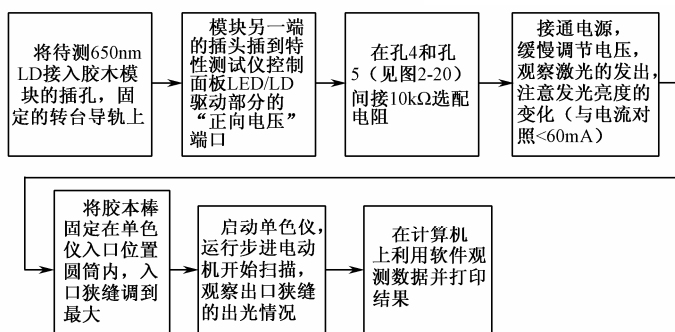 将待测650nm
LD接入胶木模
块的插孔，固
定的转台导轨上
模块另一端
的插头插到特
性测试仪控制
面板LED/LD
驱动部分的
“正向电压”
端口
在孔4和孔
5（见图2-20）
间接10kΩ选配
电阻
接通电源，
缓慢调节电压，
观察激光的发出，
注意发光亮度的
变化（与电流对
照<60mA）
将胶本棒
固定在单色
仪入口位置
圆筒内，入
口狭缝调到
最大
启动单色仪，
运行步进电动
机开始扫描，
观察出口狭缝
的出光情况
在计算机
上利用软件观
测数据并打印
结果